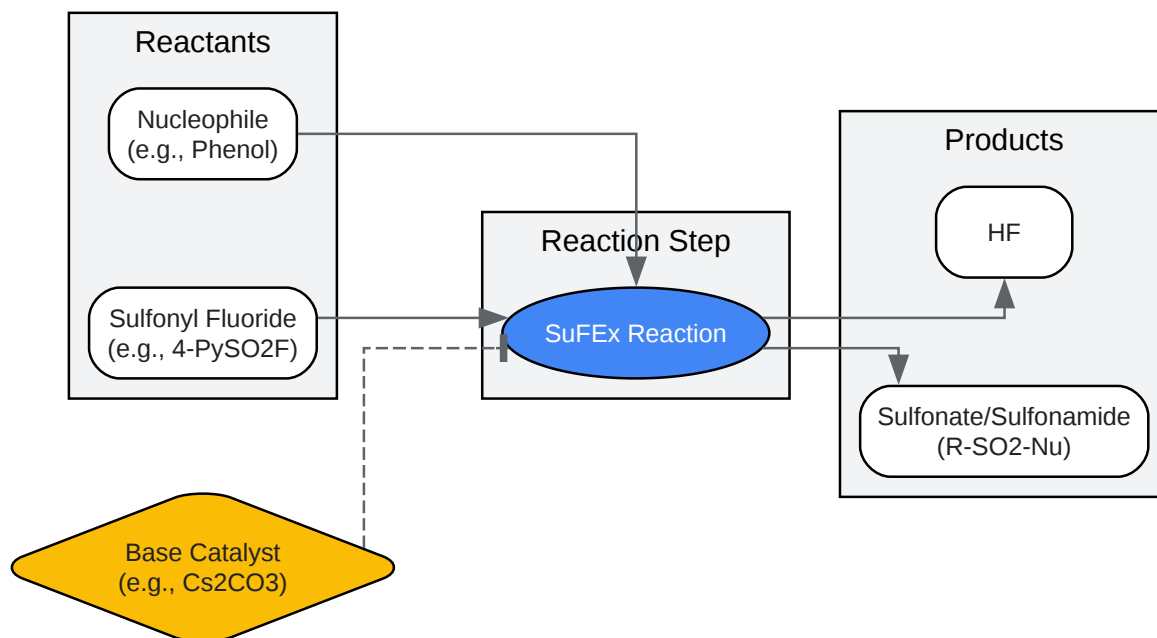 Reactants
Nucleophile
(e.g., Phenol)
Sulfonyl Fluoride
(e.g., 4-PySO2F)
Base Catalyst
(e.g., Cs2CO3)
Reaction Step
SuFEx Reaction
Products
HF
Sulfonate/Sulfonamide
(R-SO2-Nu)